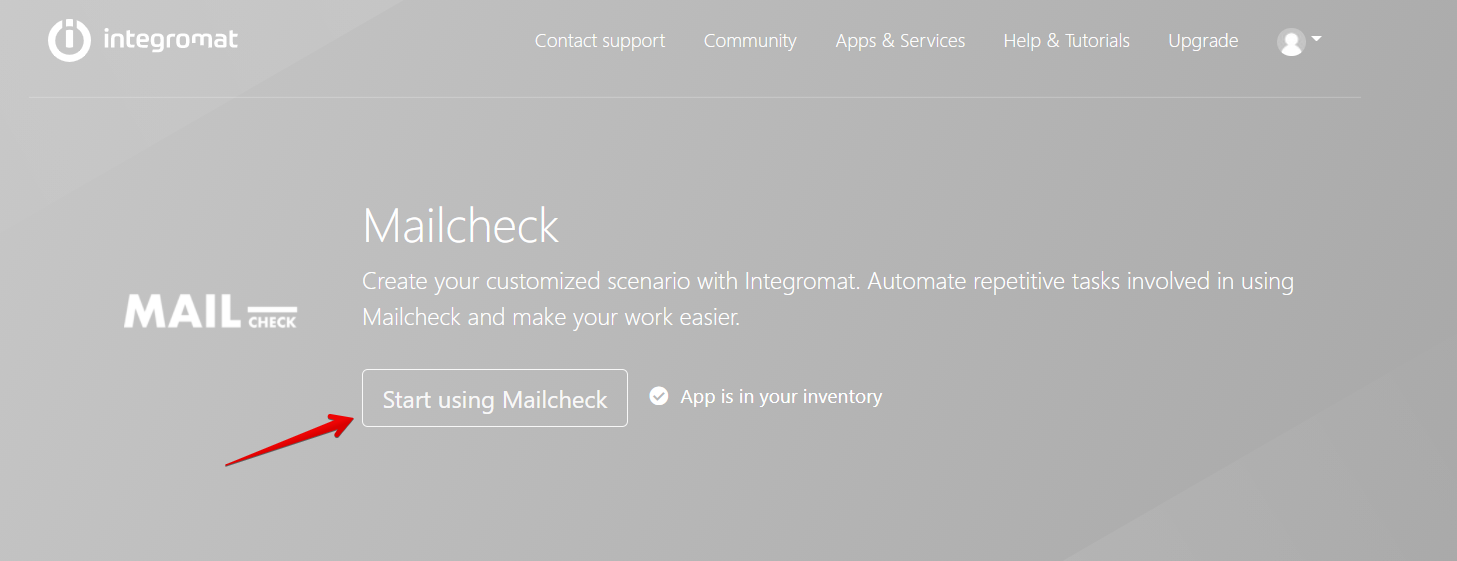 integromat
Contact support
Community
Apps & Services
Help & Tutorials
Upgrade
Mailcheck
Create your customized scenario with Integromat. Automate repetitive tasks involved in using
Mailcheck and make your work easier.
MAIL
CHECK
Start using Mailcheck
App is in your inventory